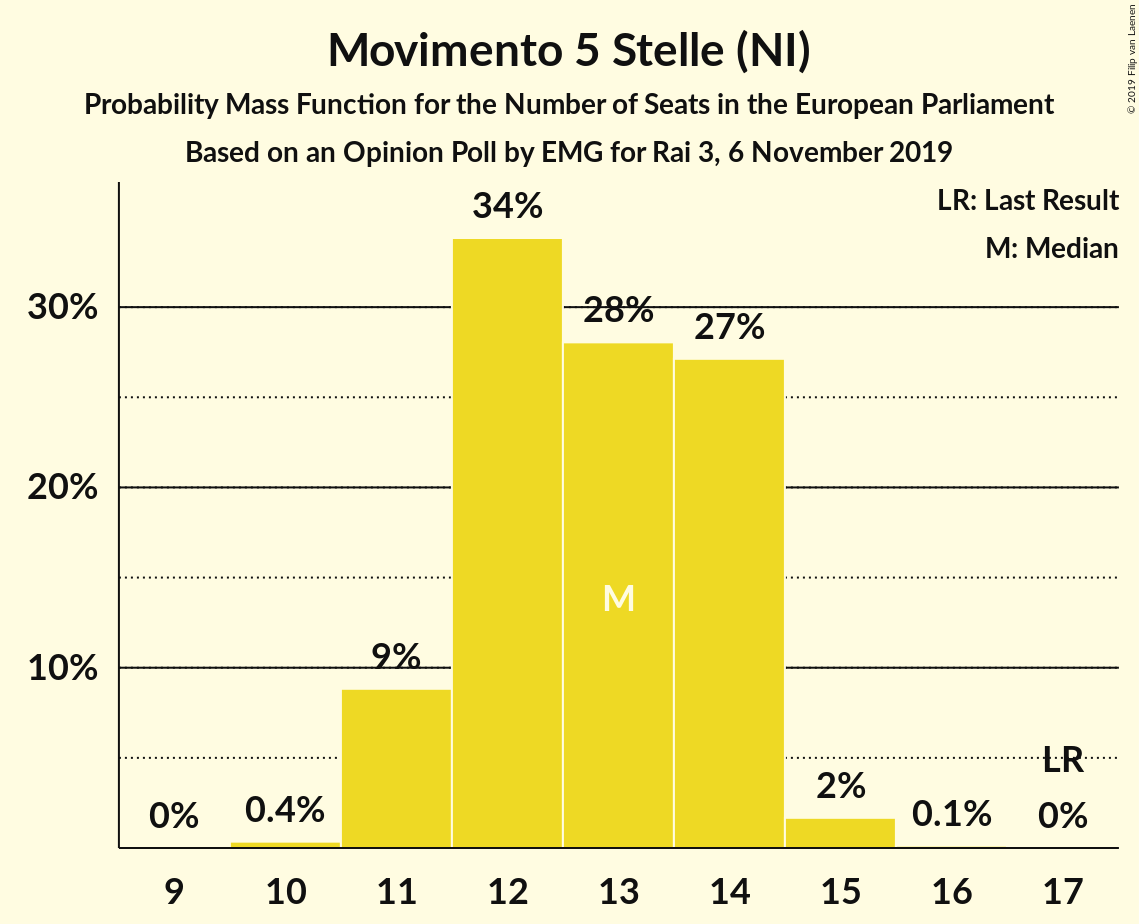 Movimento 5 Stelle (NI)
Probability Mass Function for the Number of Seats in the European Parliament
Based on an Opinion Poll by EMG for Rai 3, 6 November 2019
© 2019 Filip van Laenen
LR: Last Result
M: Median
34%
30%
28%
27%
20%
M
10%
9%
LR
0%
0.4%
2%
0.1%
0%
9 10 11 12 13 14 15 16 17